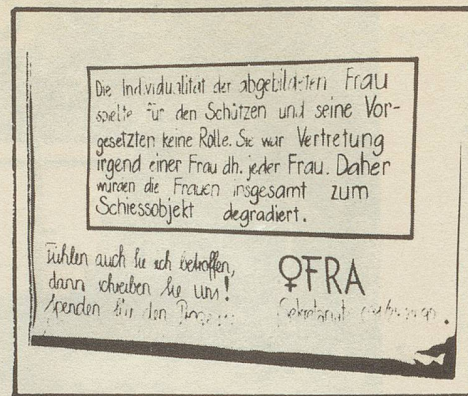 Die Individualität der abgebildeten Frau
spielte für den Schützen und seine Vor-
gesetzten keine Rolle. Sie war Vertretung
irgend einer Frau dh. jeder Frau. Daher
wurden die Frauen insgesamt zum
Schiessobjekt degradiert.
Fühlen auch Sie sich betroffen,
dann schreiben Sie uns!
Spenden für den
♀FRA
Sekretariat